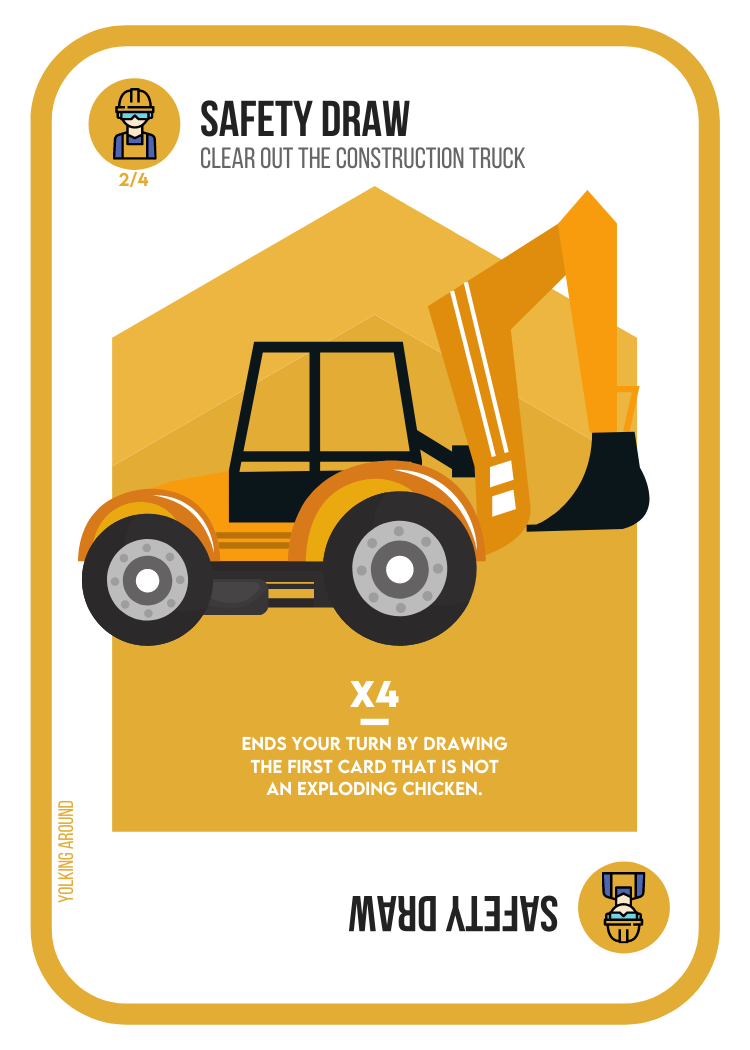 SAFETY DRAW
CLEAR OUT THE CONSTRUCTION TRUCK
2/4
X4
ENDS YOUR TURN BY DRAWING
THE FIRST CARD THAT IS NOT
AN EXPLODING CHICKEN.
YOLKING AROUND
SAFETY DRAW